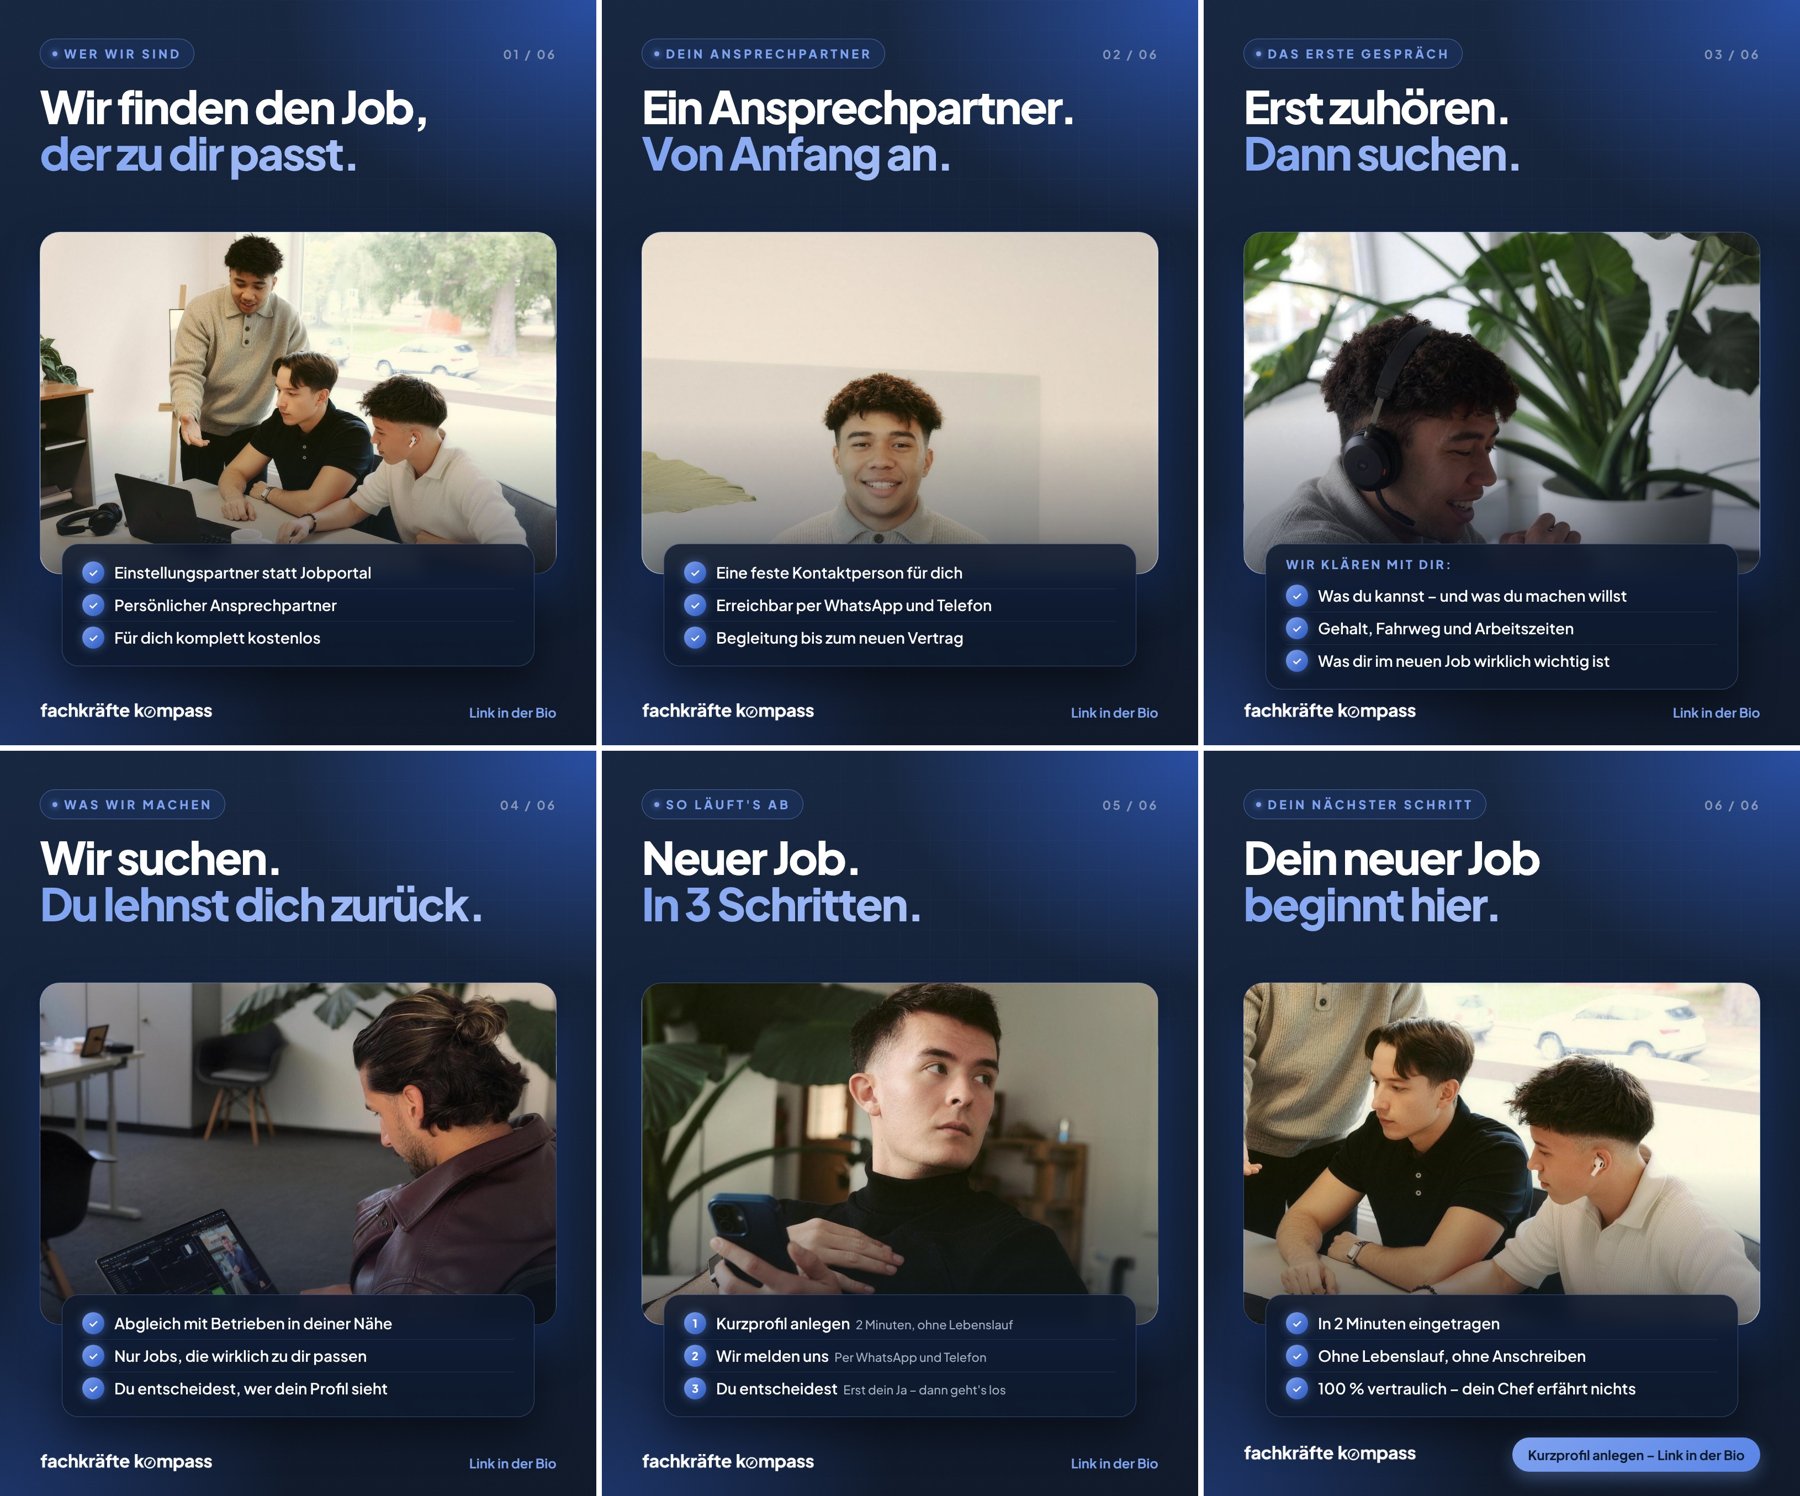 WER WIR SIND
01 / 06
Wir finden den Job,
der zu dir passt.
Einstellungspartner statt Jobportal
Persönlicher Ansprechpartner
Für dich komplett kostenlos
fachkräfte kompass
Link in der Bio
DEIN ANSPRECHPARTNER
02 / 06
Ein Ansprechpartner.
Von Anfang an.
Eine feste Kontaktperson für dich
Erreichbar per WhatsApp und Telefon
Begleitung bis zum neuen Vertrag
fachkräfte kompass
Link in der Bio
DAS ERSTE GESPRÄCH
03 / 06
Erst zuhören.
Dann suchen.
WIR KLÄREN MIT DIR:
Was du kannst – und was du machen willst
Gehalt, Fahrweg und Arbeitszeiten
Was dir im neuen Job wirklich wichtig ist
fachkräfte kompass
Link in der Bio
WAS WIR MACHEN
04 / 06
Wir suchen.
Du lehnst dich zurück.
Abgleich mit Betrieben in deiner Nähe
Nur Jobs, die wirklich zu dir passen
Du entscheidest, wer dein Profil sieht
fachkräfte kompass
Link in der Bio
SO LÄUFT'S AB
05 / 06
Neuer Job.
In 3 Schritten.
1 Kurzprofil anlegen 2 Minuten, ohne Lebenslauf
2 Wir melden uns Per WhatsApp und Telefon
3 Du entscheidest Erst dein Ja – dann geht's los
fachkräfte kompass
Link in der Bio
DEIN NÄCHSTER SCHRITT
06 / 06
Dein neuer Job
beginnt hier.
In 2 Minuten eingetragen
Ohne Lebenslauf, ohne Anschreiben
100 % vertraulich – dein Chef erfährt nichts
fachkräfte kompass
Kurzprofil anlegen – Link in der Bio